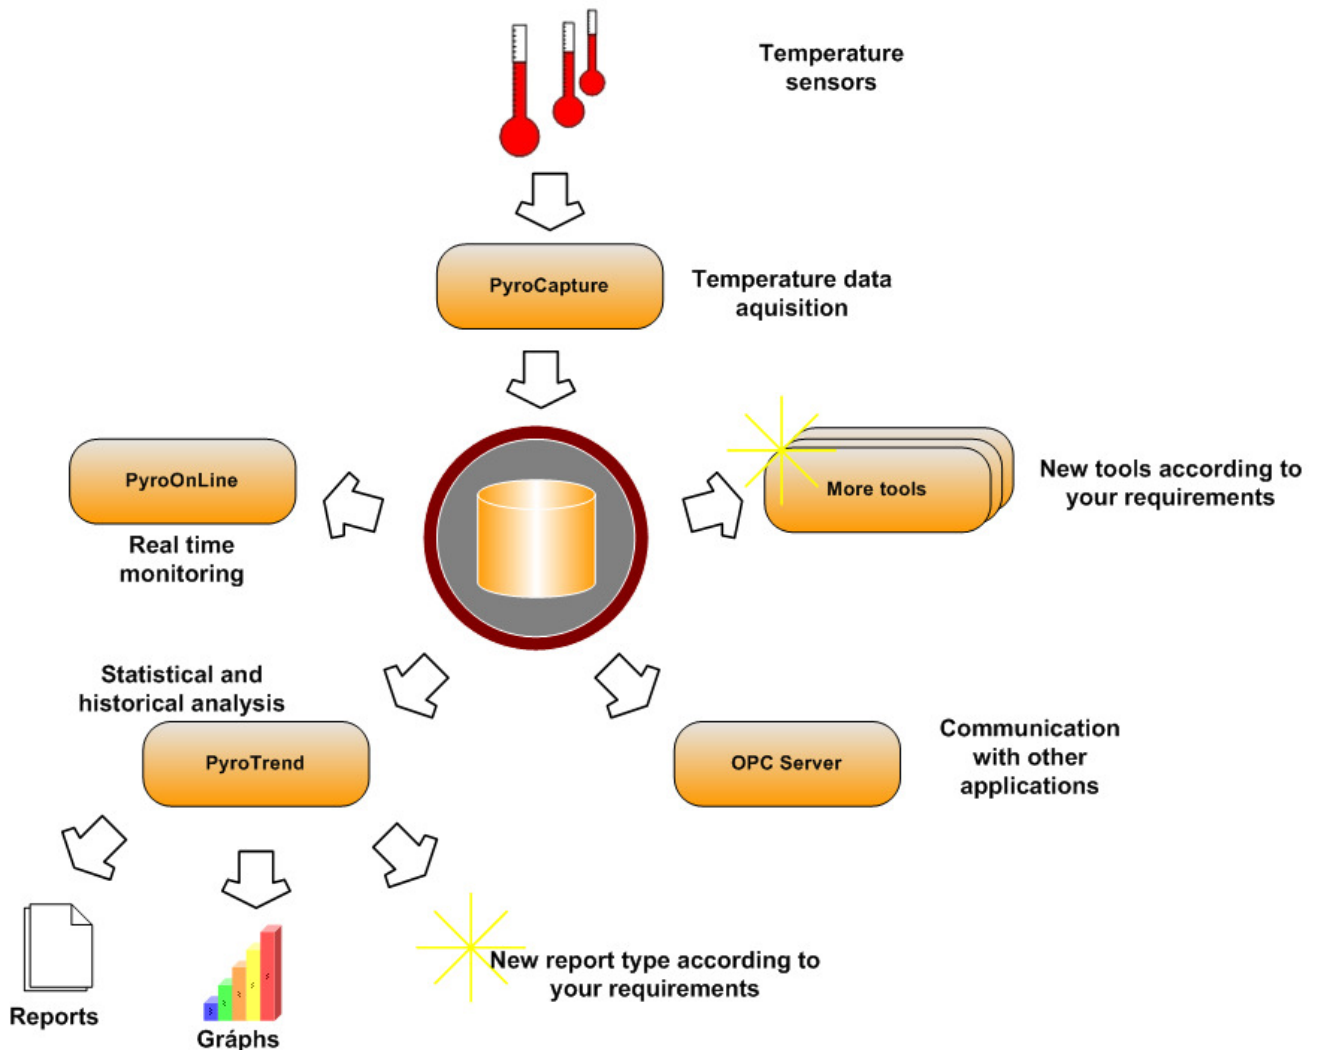 Temperature
sensors
PyroCapture
Temperature data
aquisition
PyroOnLine
Real time
monitoring
More tools
New tools according to
your requirements
Statistical and
historical analysis
PyroTrend
OPC Server
Communication
with other
applications
Reports
Gráphs
New report type according to
your requirements